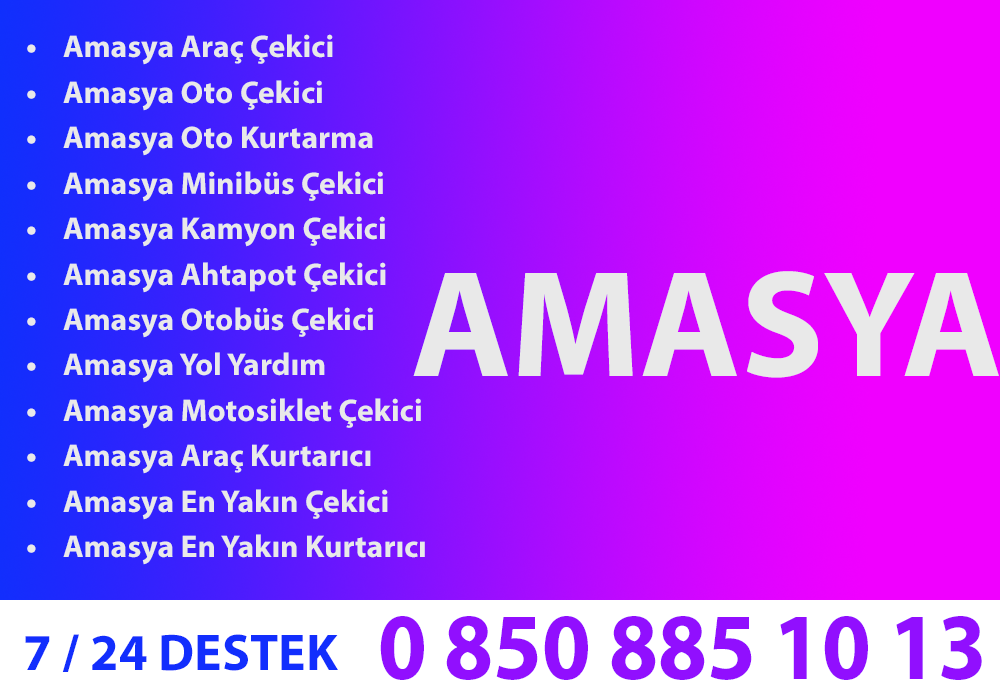 • Amasya Araç Çekici
• Amasya Oto Çekici
• Amasya Oto Kurtarma
• Amasya Minibüs Çekici
• Amasya Kamyon Çekici
• Amasya Ahtapot Çekici
• Amasya Otobüs Çekici
• Amasya Yol Yardım
• Amasya Motosiklet Çekici
• Amasya Araç Kurtarıcı
• Amasya En Yakın Çekici
• Amasya En Yakın Kurtarıcı
AMASYA
7 / 24 DESTEK 0 850 885 10 13